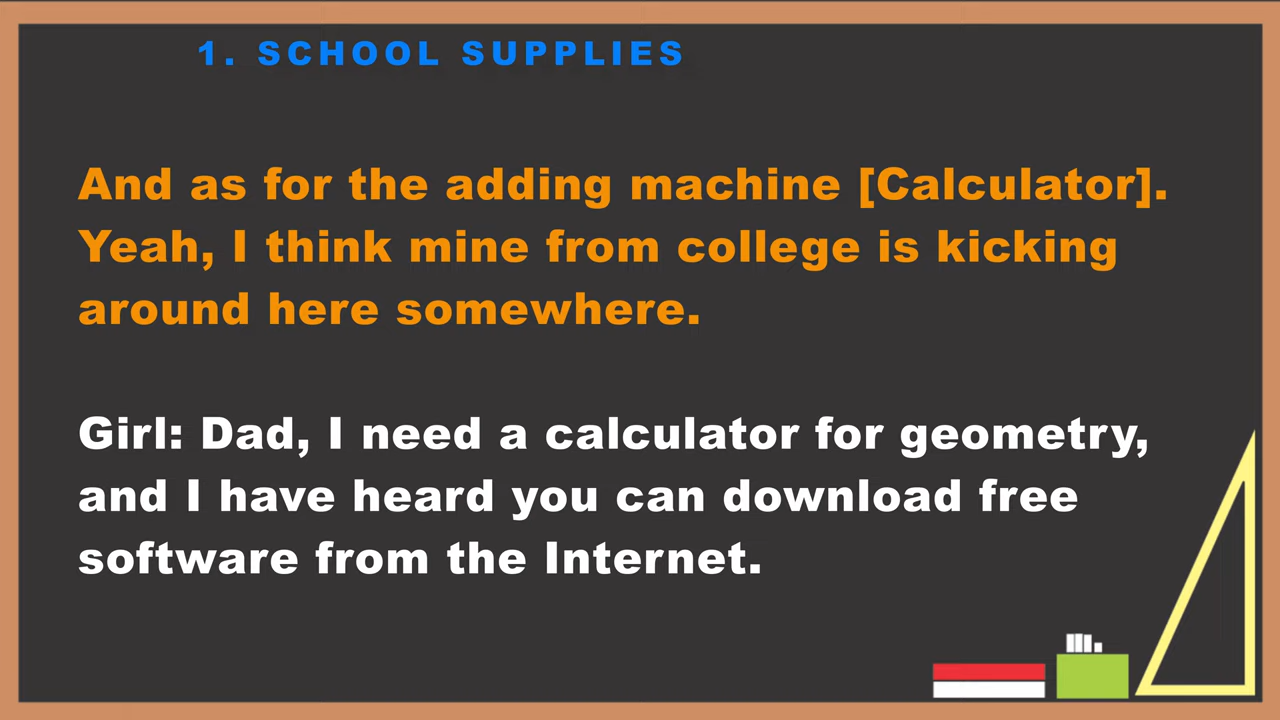 1. SCHOOL SUPPLIES
And as for the adding machine [Calculator].
Yeah, I think mine from college is kicking
around here somewhere.
Girl: Dad, I need a calculator for geometry,
and I have heard you can download free
software from the Internet.